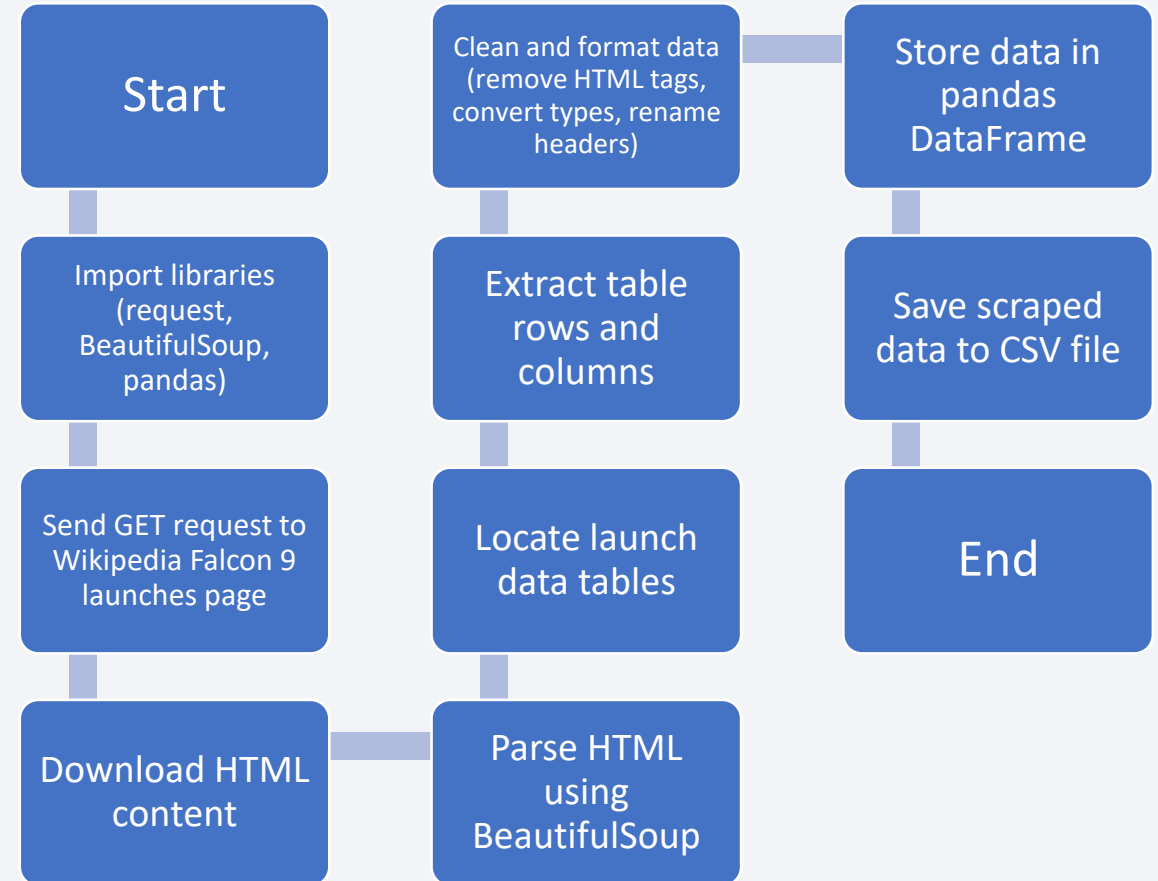 Start
Import libraries
(request,
BeautifulSoup,
pandas)
Send GET request to
Wikipedia Falcon 9
launches page
Download HTML
content
Parse HTML
using
BeautifulSoup
Locate launch
data tables
Extract table
rows and
columns
Clean and format data
(remove HTML tags,
convert types, rename
headers)
Store data in
pandas
DataFrame
Save scraped
data to CSV file
End